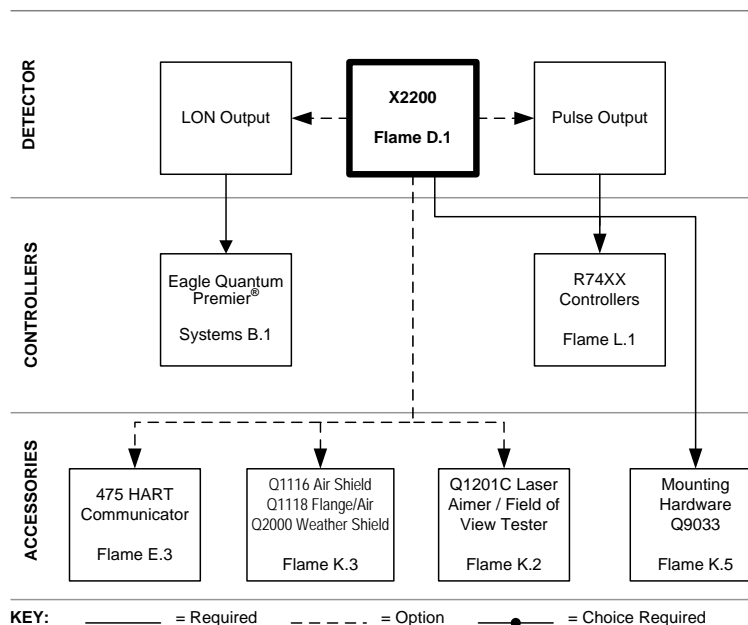 DETECTOR
LON Output
X2200
Flame D.1
Pulse Output
CONTROLLERS
Eagle Quantum
Premier®
Systems B.1
R74XX
Controllers
Flame L.1
ACCESSORIES
475 HART
Communicator
Flame E.3
Q1116 Air Shield
Q1118 Flange/Air
Q2000 Weather Shield
Flame K.3
Q1201C Laser
Aimer / Field of
View Tester
Flame K.2
Mounting
Hardware
Q9033
Flame K.5
KEY: = Required = Option = Choice Required